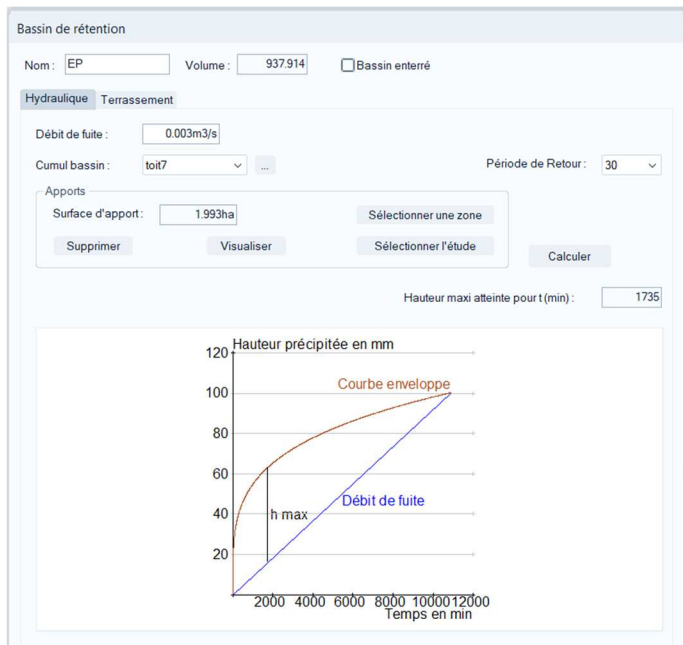 Bassin de rétention
Nom : EP Volume : 937.914 Bassin enterré
Hydraulique Terrassement
Débit de fuite : 0.003m3/s
Cumul bassin : toit7 ... Période de Retour : 30
Apports
Surface d'apport : 1.993ha Sélectionner une zone
Supprimer Visualiser Sélectionner l'étude
Calculer
Hauteur maxi atteinte pour t (min) : 1735
Hauteur précipitée en mm
120
Courbe enveloppe
100
80
60
Débit de fuite
40
h max
20
2000 4000 6000 8000 10000 12000
Temps en min